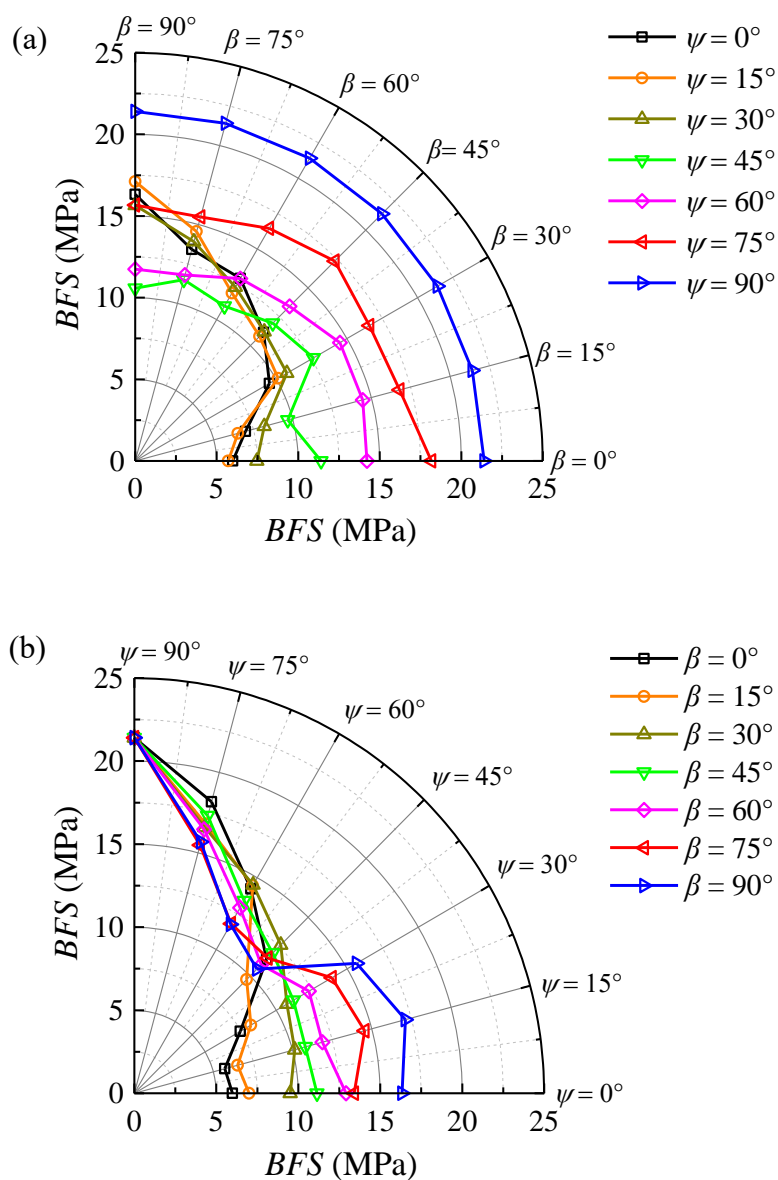 (a)
β = 90°
β = 75°
β = 60°
β = 45°
β = 30°
β = 15°
β = 0°
25
20
15
10
5
0
BFS (MPa)
0
5
10
15
20
25
BFS (MPa)
ψ = 0°
ψ = 15°
ψ = 30°
ψ = 45°
ψ = 60°
ψ = 75°
ψ = 90°
(b)
ψ = 90°
ψ = 75°
ψ = 60°
ψ = 45°
ψ = 30°
ψ = 15°
ψ = 0°
25
20
15
10
5
0
BFS (MPa)
0
5
10
15
20
25
BFS (MPa)
β = 0°
β = 15°
β = 30°
β = 45°
β = 60°
β = 75°
β = 90°